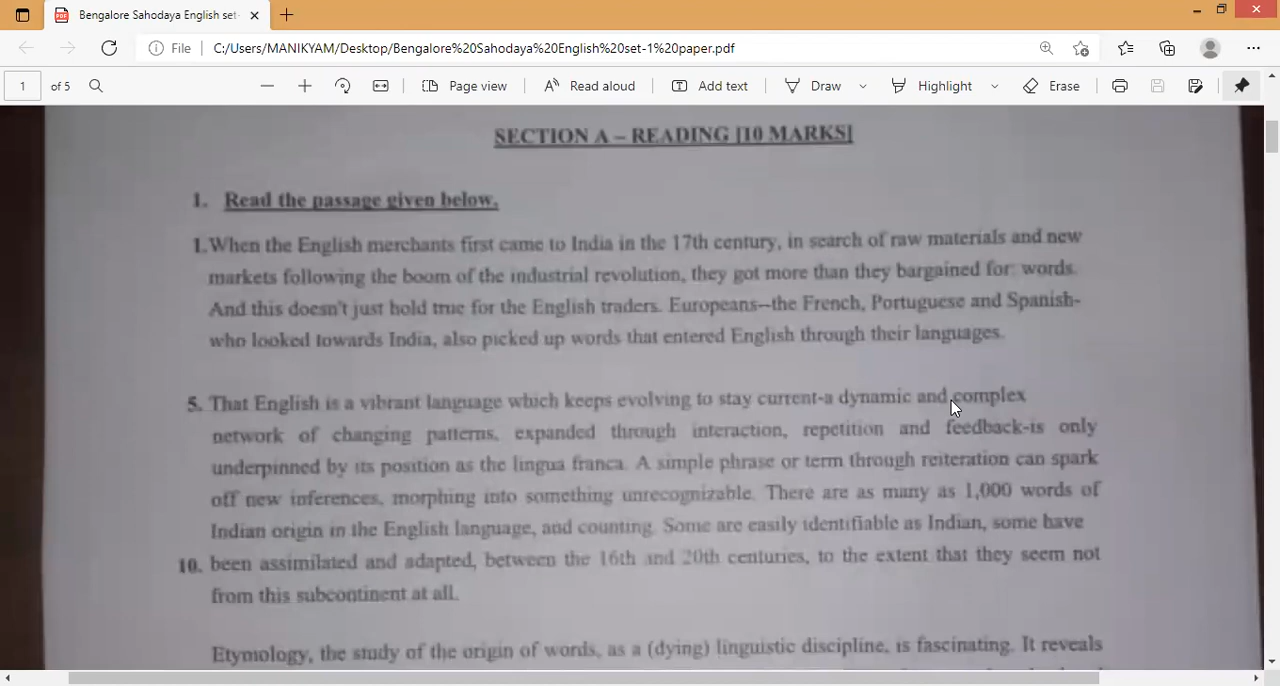 Bengalore Sahodaya English set-
File
C:/Users/MANIKYAM/Desktop/Bengalore%20Sahodaya%20English%20set-1%20paper.pdf
1 of 5
Page view
Read aloud
Add text
Draw
Highlight
Erase
SECTION A – READING [10 MARKS]
1. Read the passage given below.
1. When the English merchants first came to India in the 17th century, in search of raw materials and new
markets following the boom of the industrial revolution, they got more than they bargained for: words.
And this doesn't just hold true for the English traders. Europeans--the French, Portuguese and Spanish-
who looked towards India, also picked up words that entered English through their languages.
5. That English is a vibrant language which keeps evolving to stay current-a dynamic and complex
network of changing patterns, expanded through interaction, repetition and feedback-is only
underpinned by its position as the lingua franca. A simple phrase or term through reiteration can spark
off new inferences, morphing into something unrecognizable. There are as many as 1,000 words of
Indian origin in the English language, and counting. Some are easily identifiable as Indian, some have
10. been assimilated and adapted, between the 16th and 20th centuries, to the extent that they seem not
from this subcontinent at all.
Etymology, the study of the origin of words, as a (dying) linguistic discipline, is fascinating. It reveals